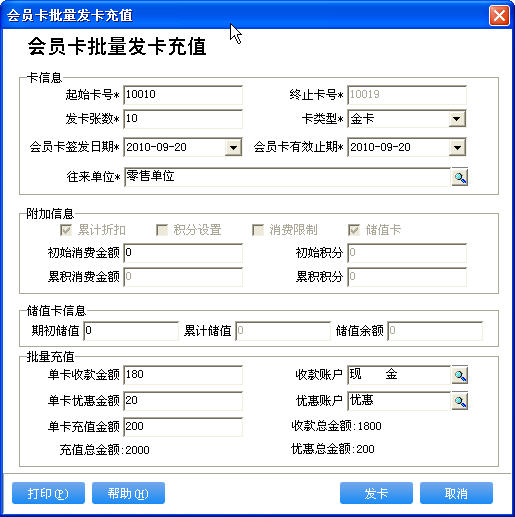 会员卡批量发卡充值
会员卡批量发卡充值
卡信息
起始卡号* 10010 终止卡号* 10019
发卡张数* 10 卡类型* 金卡
会员卡签发日期* 2010-09-20 会员卡有效止期* 2010-09-20
往来单位* 零售单位
附加信息
累计折扣 积分设置 消费限制 储值卡
初始消费金额 0 初始积分 0
累积消费金额 0 累积积分 0
储值卡信息
期初储值 0 累计储值 0 储值余额 0
批量充值
单卡收款金额 180 收款账户 现 金
单卡优惠金额 20 优惠账户 优惠
单卡充值金额 200 收款总金额:1800
充值总金额:2000 优惠总金额:200
打印(P) 帮助(H) 发卡 取消